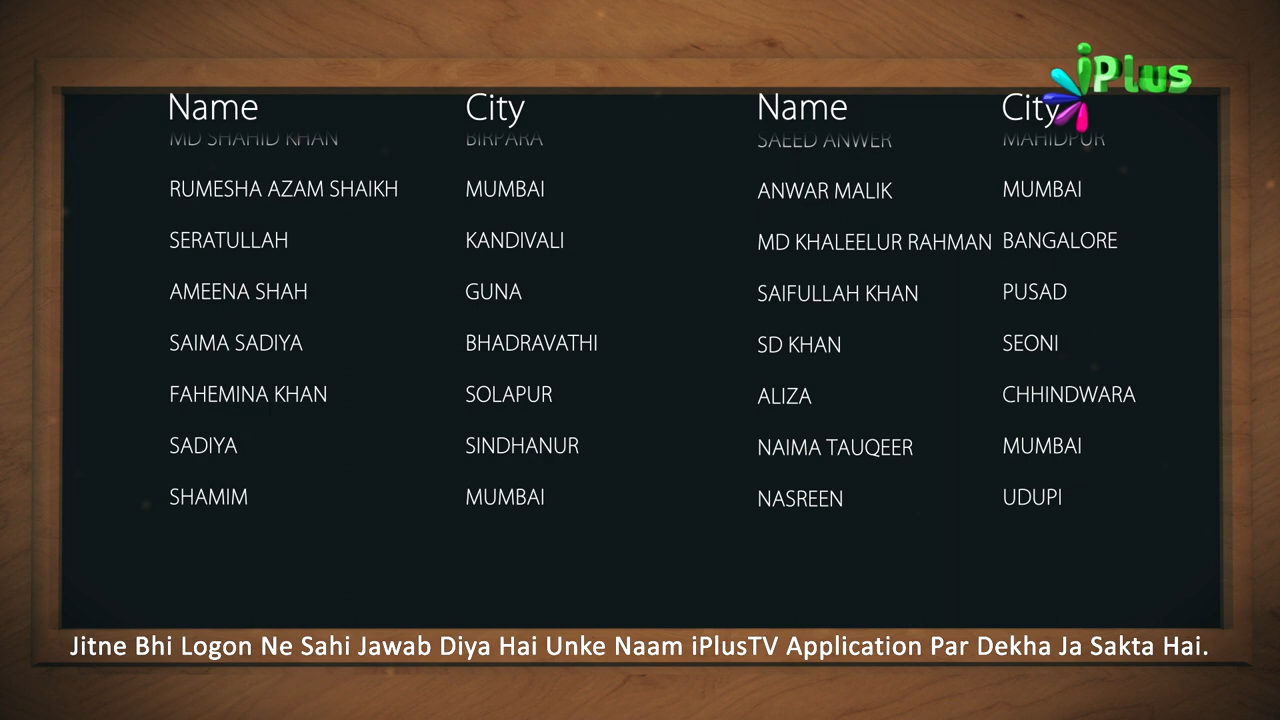 iPlus
Name City Name City
MD SHAHID KHAN BIRPARA SAEED ANWER MAHIDPUR
RUMESHA AZAM SHAIKH MUMBAI ANWAR MALIK MUMBAI
SERATULLAH KANDIVALI MD KHALEELUR RAHMAN BANGALORE
AMEENA SHAH GUNA SAIFULLAH KHAN PUSAD
SAIMA SADIYA BHADRAVATHI SD KHAN SEONI
FAHEMINA KHAN SOLAPUR ALIZA CHHINDWARA
SADIYA SINDHANUR NAIMA TAUQEER MUMBAI
SHAMIM MUMBAI NASREEN UDUPI
Jitne Bhi Logon Ne Sahi Jawab Diya Hai Unke Naam iPlusTV Application Par Dekha Ja Sakta Hai.